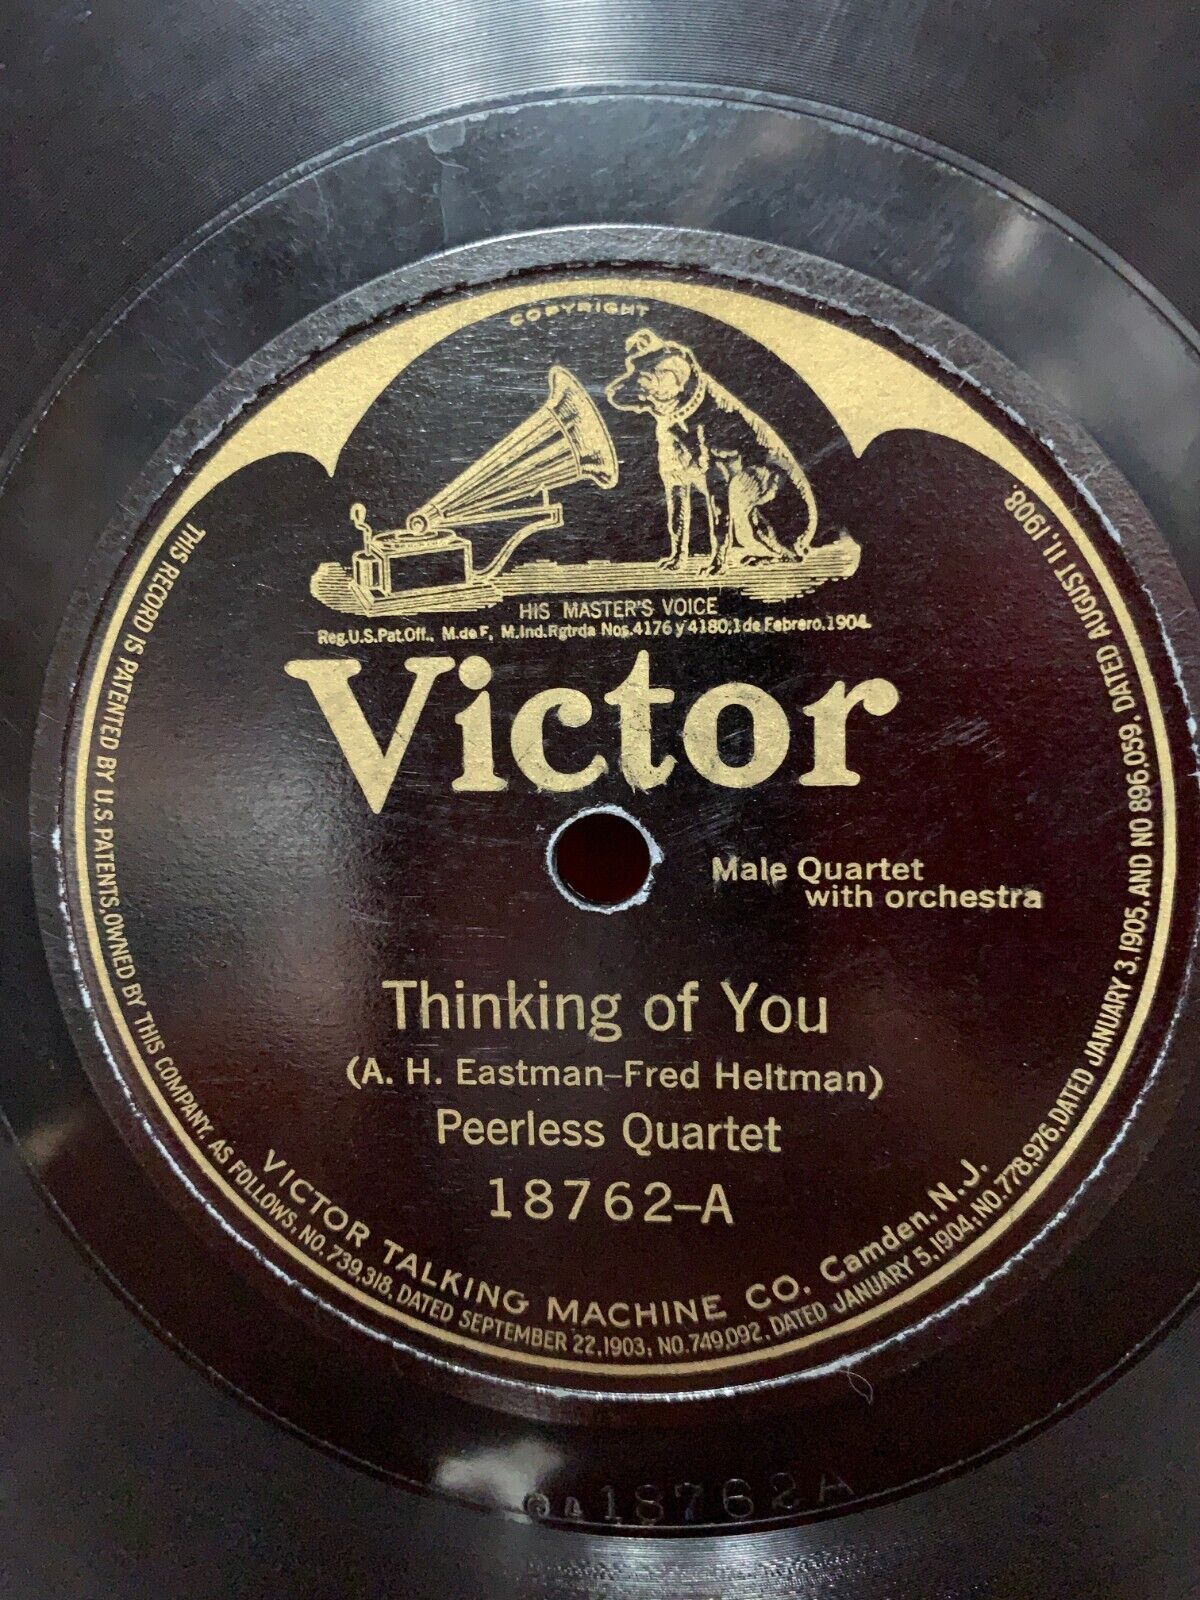 COPYRIGHT
HIS MASTER'S VOICE
Reg.U.S.Pat.Off., M.de F., M.Ind.Rgtrda Nos.4176 y 4180,1 de Febrero,1904.
Victor
Male Quartet
with orchestra
Thinking of You
(A. H. Eastman–Fred Heltman)
Peerless Quartet
18762–A
VICTOR TALKING MACHINE CO. Camden, N. J.
THIS RECORD IS PATENTED BY U.S. PATENTS, OWNED BY THIS COMPANY, AS FOLLOWS, NO. 739,318, DATED SEPTEMBER 22,1903; NO.749,092, DATED JANUARY 5,1904; NO.778,976, DATED JANUARY 3,1905, AND NO 896,059. DATED AUGUST 11,1908.
18762A